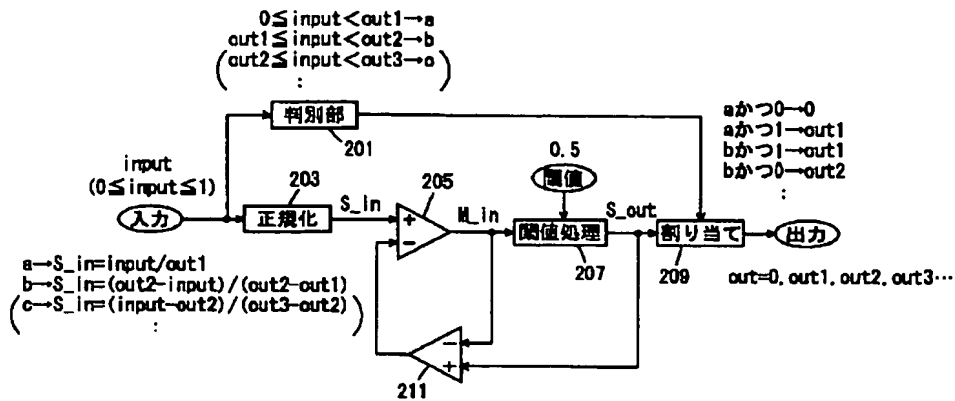 0≦input<out1→a
out1≦input<out2→b
(out2≦input<out3→c)
:
判別部
201
aかつ0→0
aかつ1→out1
bかつ1→out1
bかつ0→out2
:
input
(0≦input≦1)
入力
203
正規化
S_in
205
+
−
M_in
0.5
閾値
閾値処理
207
S_out
割り当て
209
出力
out=0, out1, out2, out3…
a→S_in=input/out1
b→S_in=(out2-input)/(out2-out1)
(c→S_in=(input-out2)/(out3-out2))
:
−
+
211